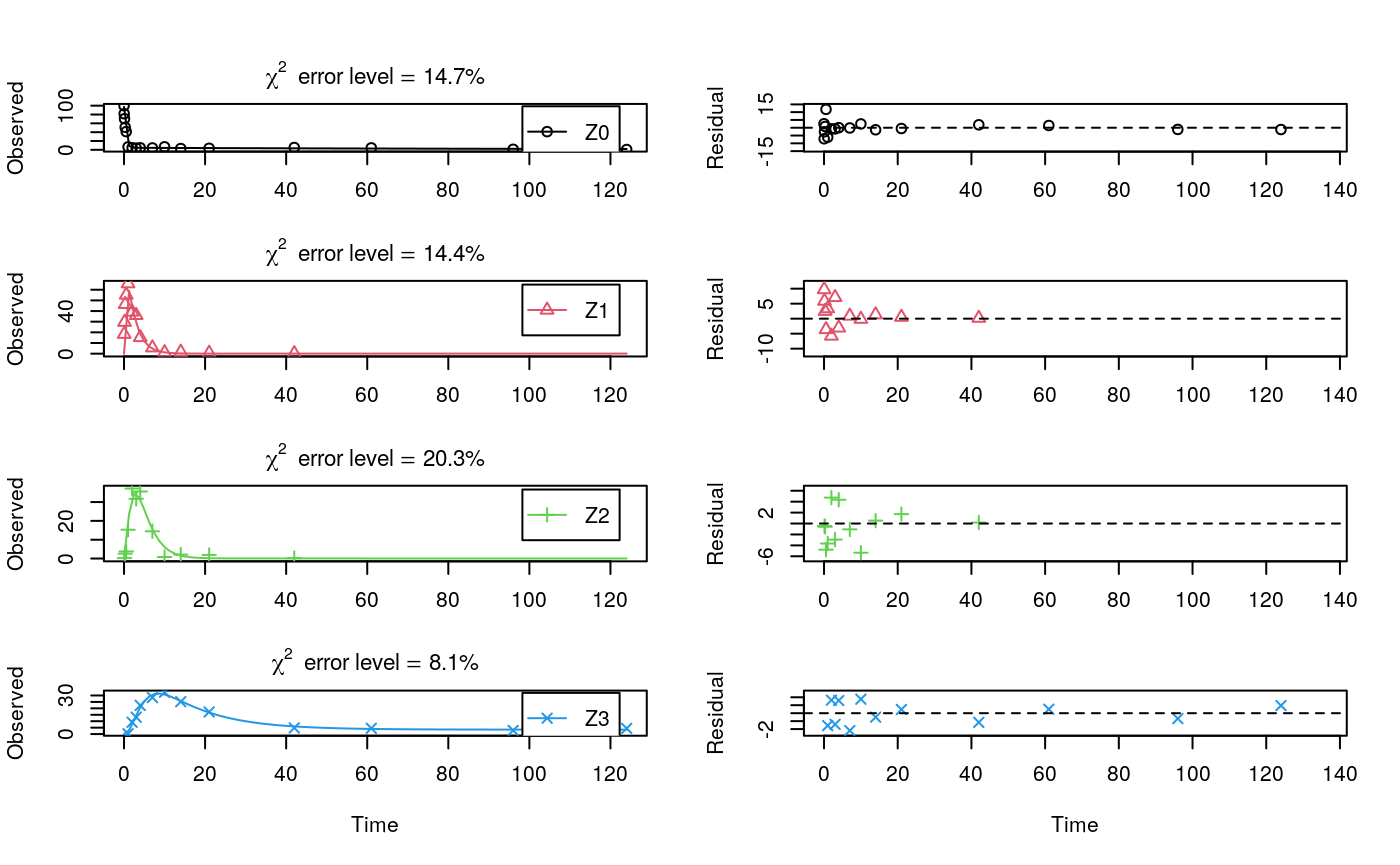 χ² error level = 14.7%
Observed
100
0
Z0
0 20 40 60 80 100 120
Residual
15
-15
0 20 40 60 80 100 120 140
χ² error level = 14.4%
Observed
40
0
Z1
0 20 40 60 80 100 120
Residual
5
-10
0 20 40 60 80 100 120 140
χ² error level = 20.3%
Observed
20
0
Z2
0 20 40 60 80 100 120
Residual
2
-6
0 20 40 60 80 100 120 140
χ² error level = 8.1%
Observed
30
0
Z3
0 20 40 60 80 100 120
Time
Residual
-2
0 20 40 60 80 100 120 140
Time